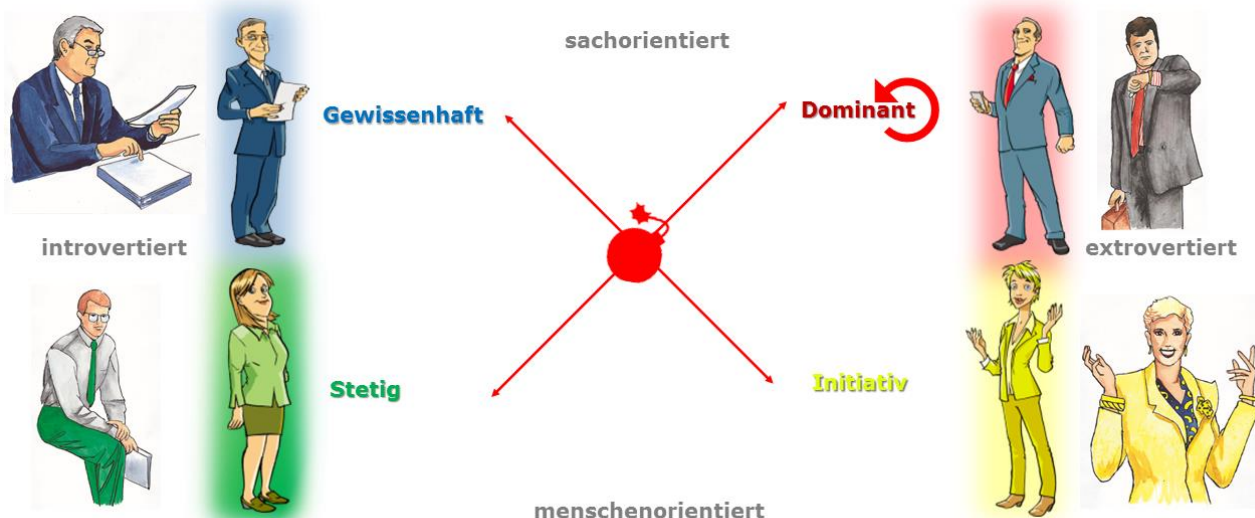 sachorientiert
Gewissenhaft
Dominant
introvertiert
extrovertiert
Stetig
Initiativ
menschenorientiert